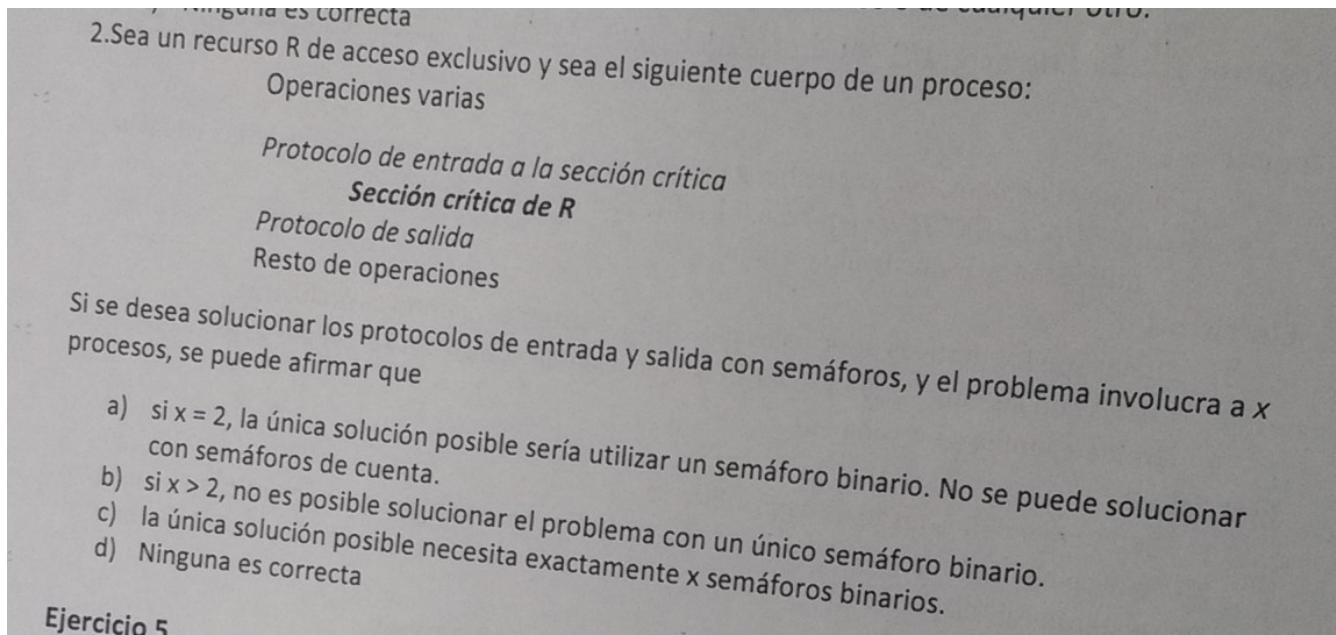 Ninguna es correcta
2.Sea un recurso R de acceso exclusivo y sea el siguiente cuerpo de un proceso:
Operaciones varias
Protocolo de entrada a la sección crítica
Sección crítica de R
Protocolo de salida
Resto de operaciones
Si se desea solucionar los protocolos de entrada y salida con semáforos, y el problema involucra a x
procesos, se puede afirmar que
a) si x = 2, la única solución posible sería utilizar un semáforo binario. No se puede solucionar
con semáforos de cuenta.
b) si x > 2, no es posible solucionar el problema con un único semáforo binario.
c) la única solución posible necesita exactamente x semáforos binarios.
d) Ninguna es correcta
Ejercicio 5